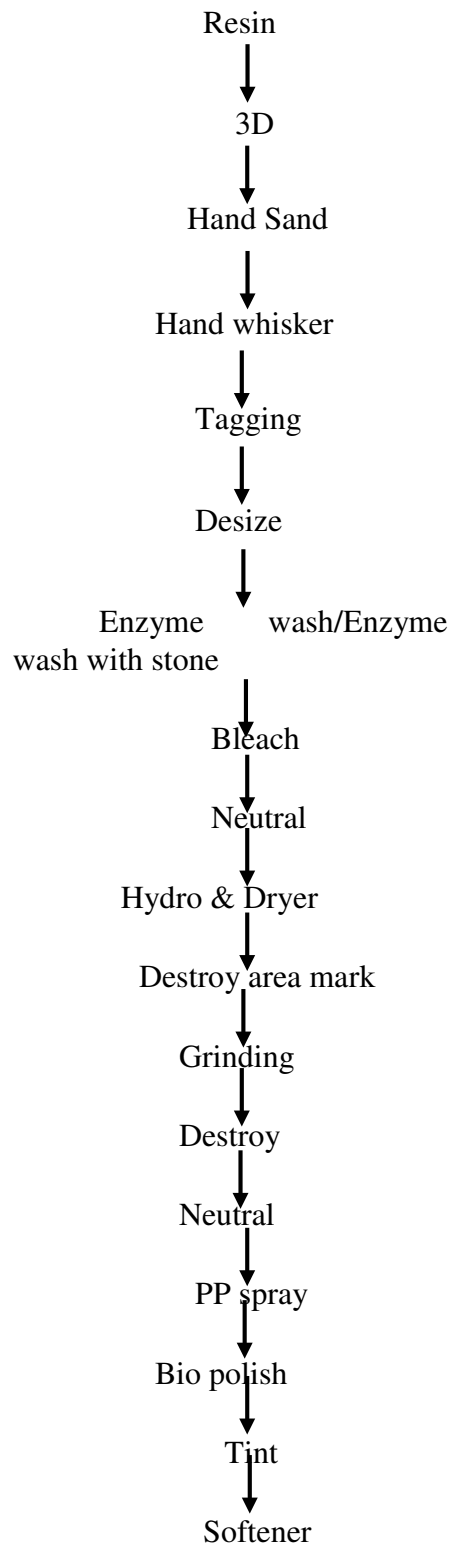 Resin
3D
Hand Sand
Hand whisker
Tagging
Desize
Enzyme wash/Enzyme
wash with stone
Bleach
Neutral
Hydro & Dryer
Destroy area mark
Grinding
Destroy
Neutral
PP spray
Bio polish
Tint
Softener